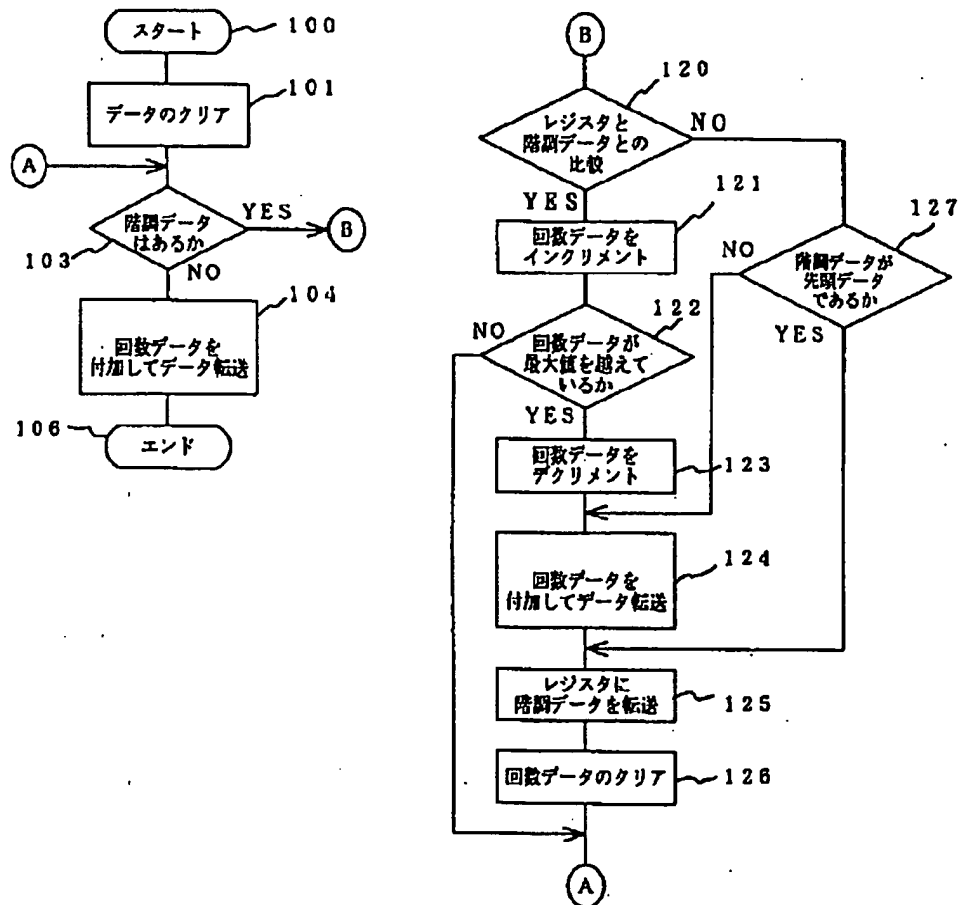 スタート
100
データのクリア
101
A
階調データ
はあるか
103
YES
B
NO
104
回数データを
付加してデータ転送
106
エンド
B
120
レジスタと
階調データとの
比較
NO
YES
121
回数データを
インクリメント
127
階調データが
先頭データ
であるか
NO
YES
122
NO
回数データが
最大値を越えて
いるか
YES
回数データを
デクリメント
123
124
回数データを
付加してデータ転送
レジスタに
階調データを転送
125
回数データのタリア
126
A